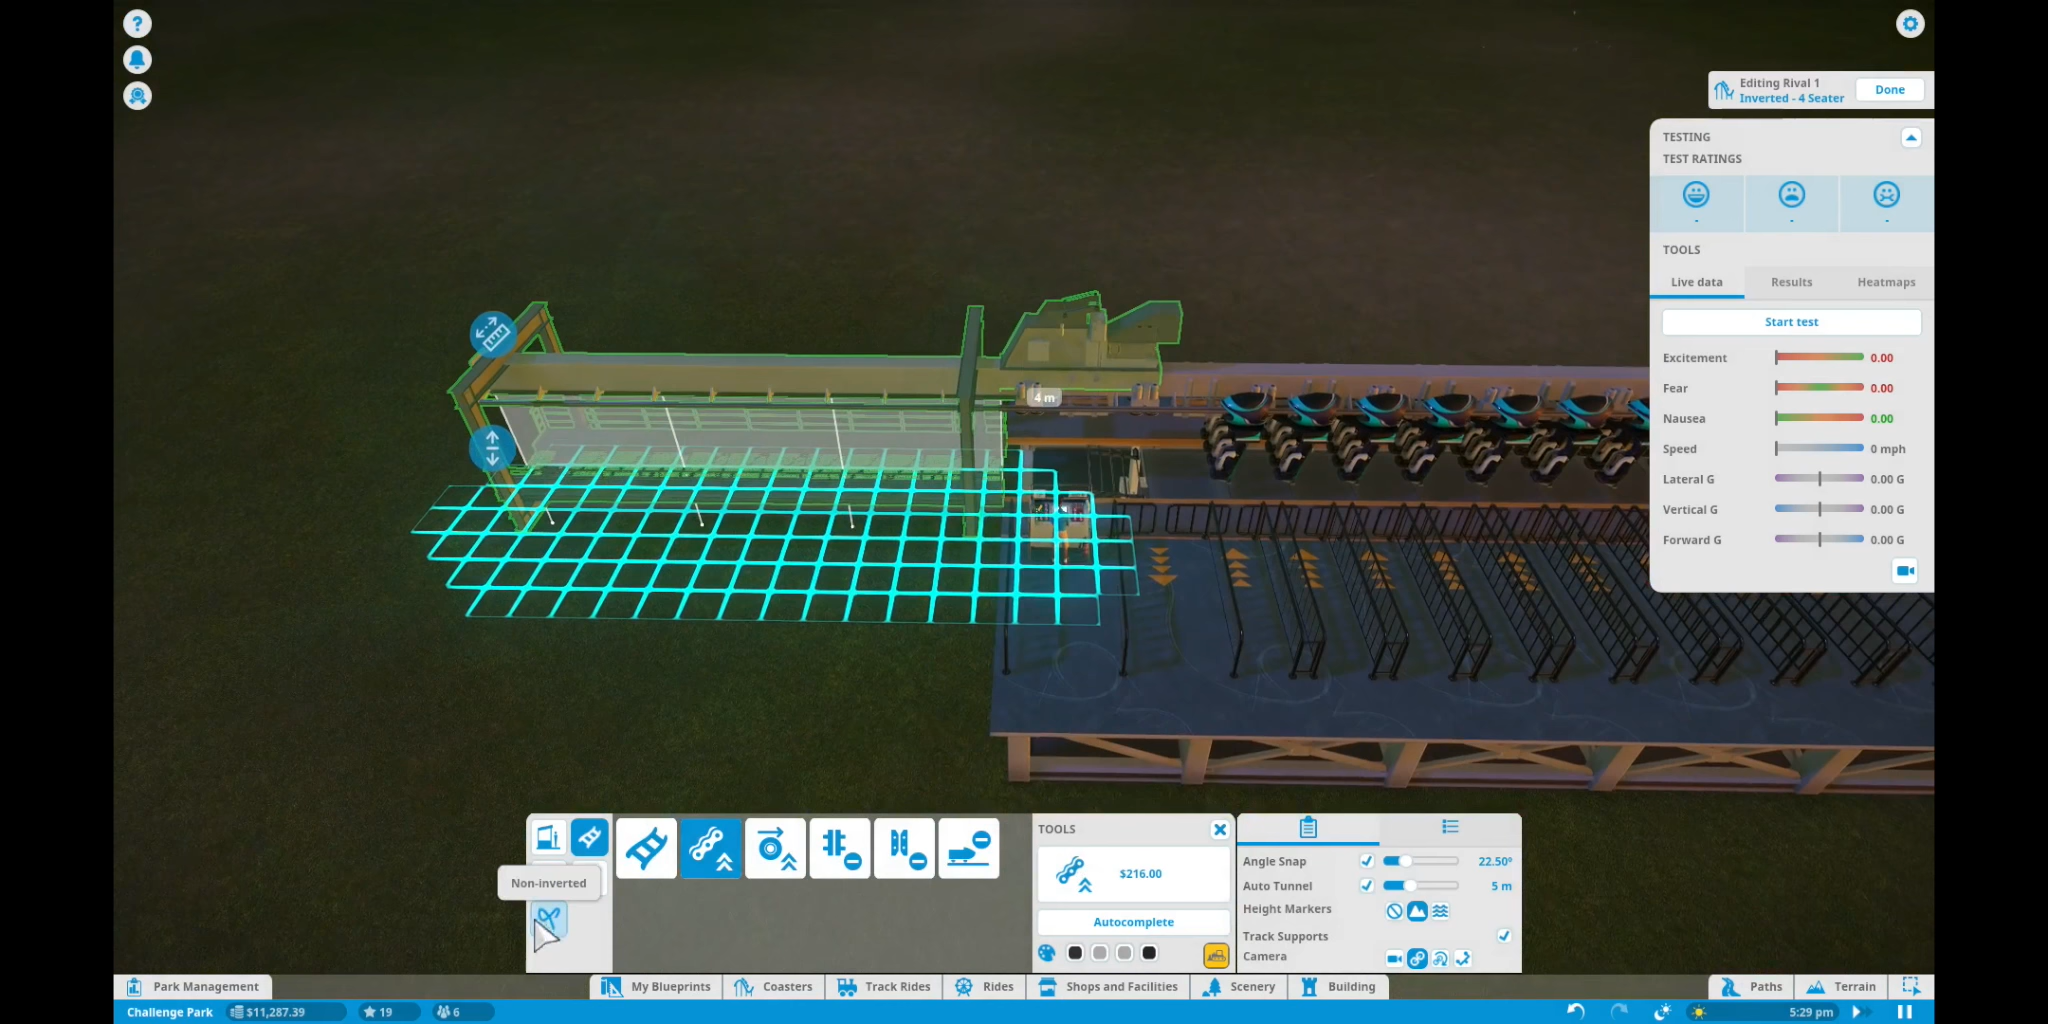 ?
Editing Rival 1
Inverted - 4 Seater
Done
TESTING
TEST RATINGS
- - -
TOOLS
Live data Results Heatmaps
Start test
Excitement 0.00
Fear 0.00
Nausea 0.00
Speed 0 mph
Lateral G 0.00 G
Vertical G 0.00 G
Forward G 0.00 G
4 m
Non-inverted
TOOLS
$216.00
Autocomplete
Angle Snap 22.50°
Auto Tunnel 5 m
Height Markers
Track Supports
Camera
Park Management My Blueprints Coasters Track Rides Rides Shops and Facilities Scenery Building Paths Terrain
Challenge Park $11,287.39 19 6 5:29 pm